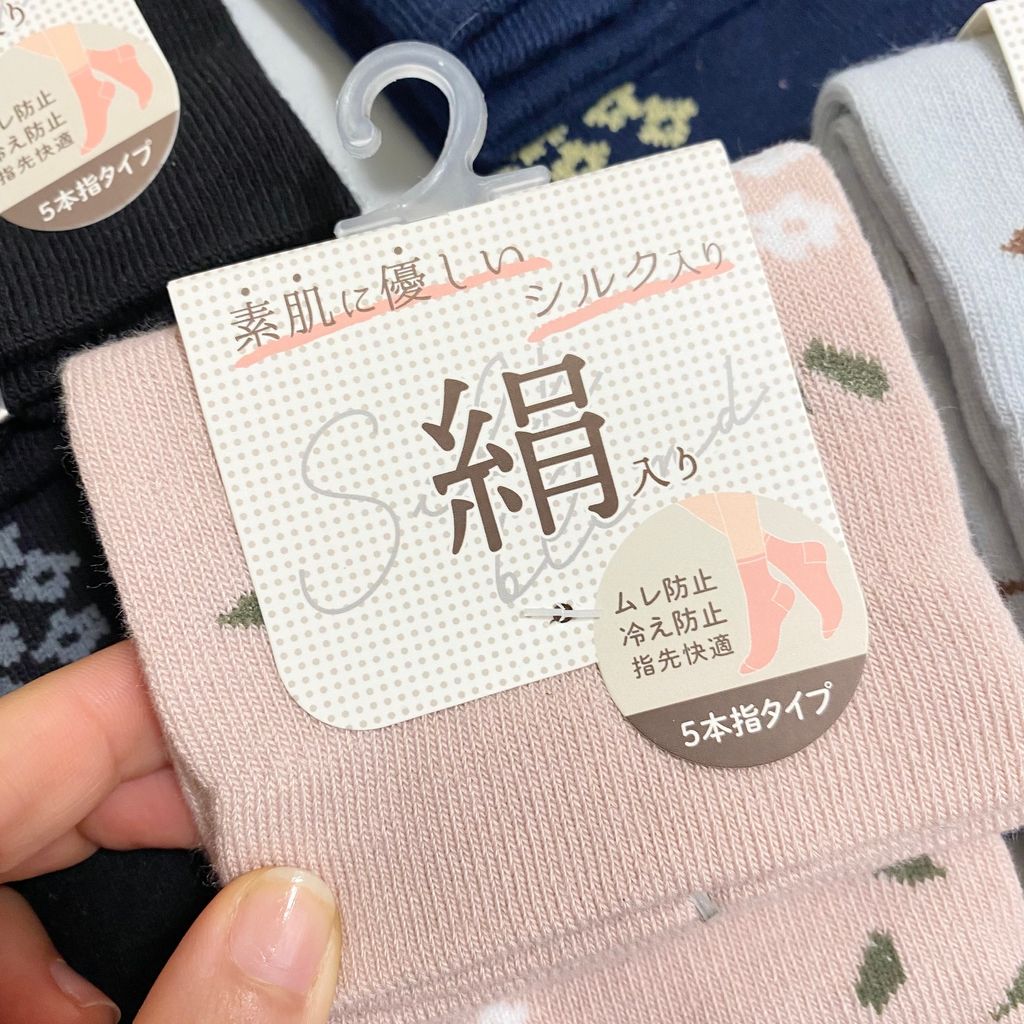 り
レ防止
冷え防止
指先快適
5本指タイプ
素肌に優しい
シルク入り
絹入り
Silk
blend
ムレ防止
冷え防止
指先快適
5本指タイプ